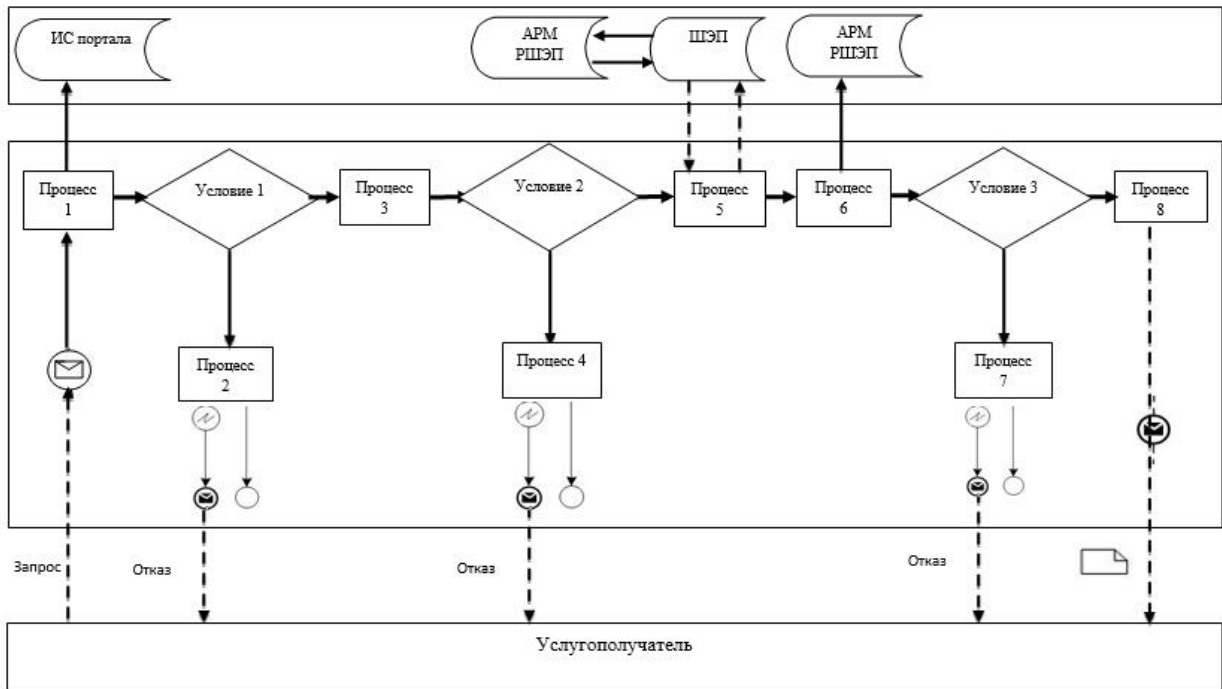 ИС портала
АРМ
РШЭП
ШЭП
АРМ
РШЭП
Процесс
1
Условие 1
Процесс
3
Условие 2
Процесс
5
Процесс
6
Условие 3
Процесс
8
Процесс
2
Процесс 4
Процесс
7
Запрос
Отказ
Отказ
Отказ
Услугополучатель